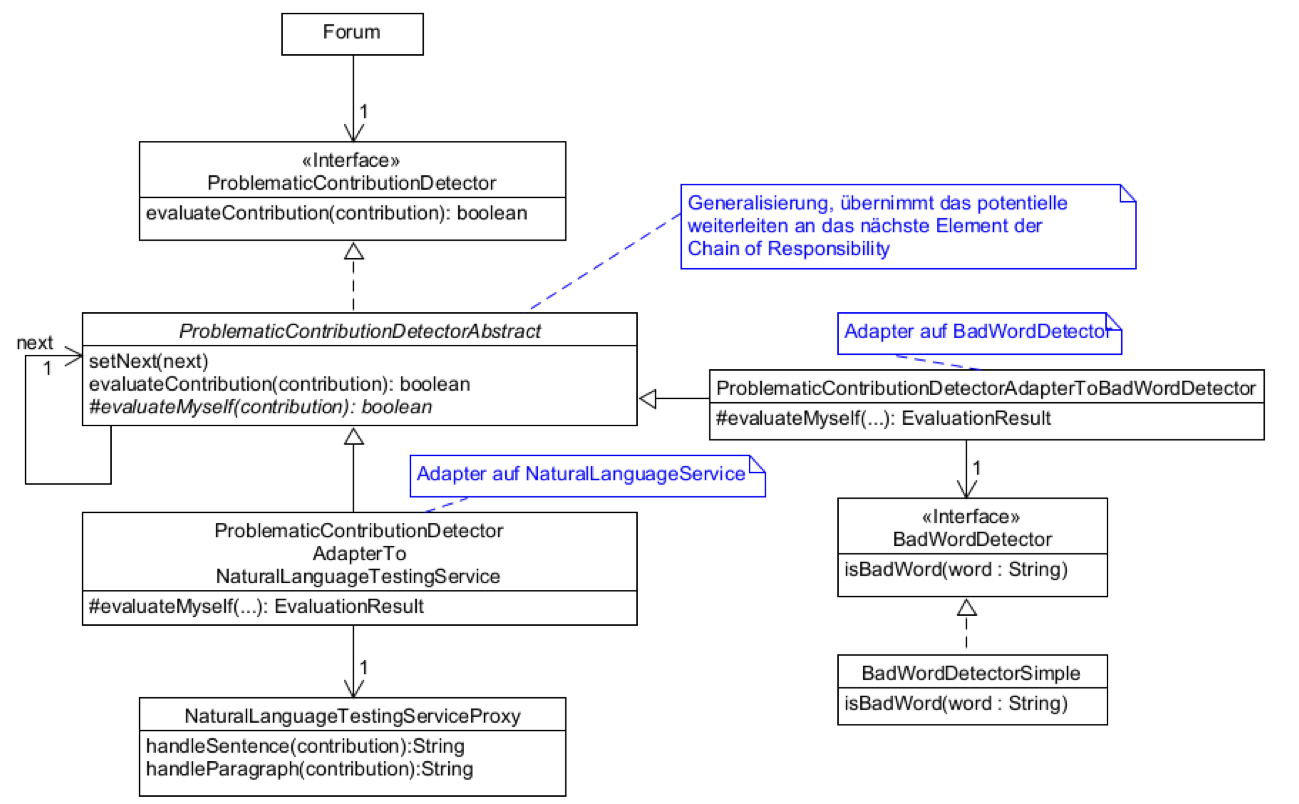 Forum
1
«Interface»
ProblematicContributionDetector
evaluateContribution(contribution): boolean
Generalisierung, übernimmt das potentielle
weiterleiten an das nächste Element der
Chain of Responsibility
ProblematicContributionDetectorAbstract
next
1
setNext(next)
evaluateContribution(contribution): boolean
#evaluateMyself(contribution): boolean
Adapter auf BadWordDetector
ProblematicContributionDetectorAdapterToBadWordDetector
#evaluateMyself(...): EvaluationResult
Adapter auf NaturalLanguageService
1
ProblematicContributionDetector
AdapterTo
NaturalLanguageTestingService
#evaluateMyself(...): EvaluationResult
«Interface»
BadWordDetector
isBadWord(word : String)
1
NaturalLanguageTestingServiceProxy
handleSentence(contribution):String
handleParagraph(contribution):String
BadWordDetectorSimple
isBadWord(word : String)